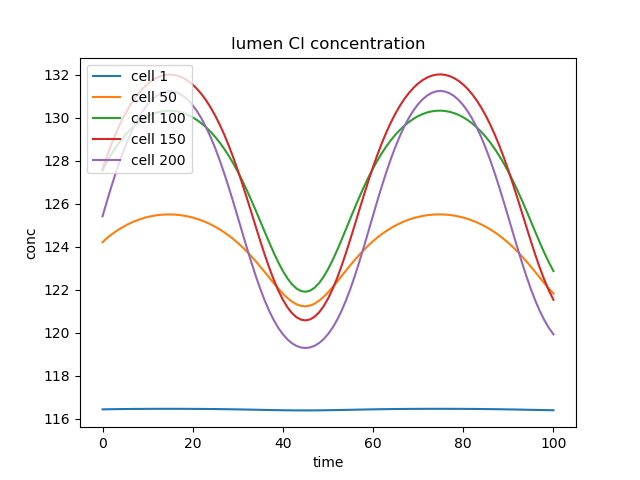 lumen Cl concentration
cell 1
cell 50
cell 100
cell 150
cell 200
conc
132
130
128
126
124
122
120
118
116
0 20 40 60 80 100
time